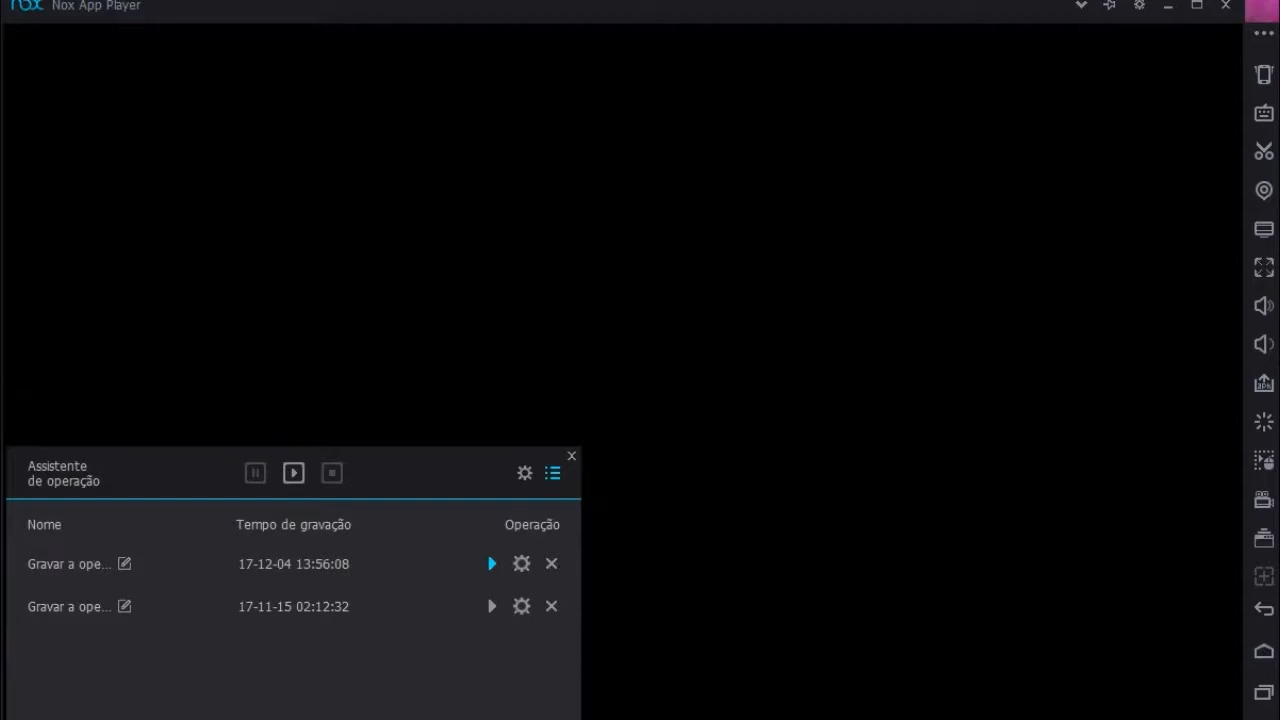 nox Nox App Player
Assistente
de operação
Nome Tempo de gravação Operação
Gravar a ope... 17-12-04 13:56:08
Gravar a ope... 17-11-15 02:12:32